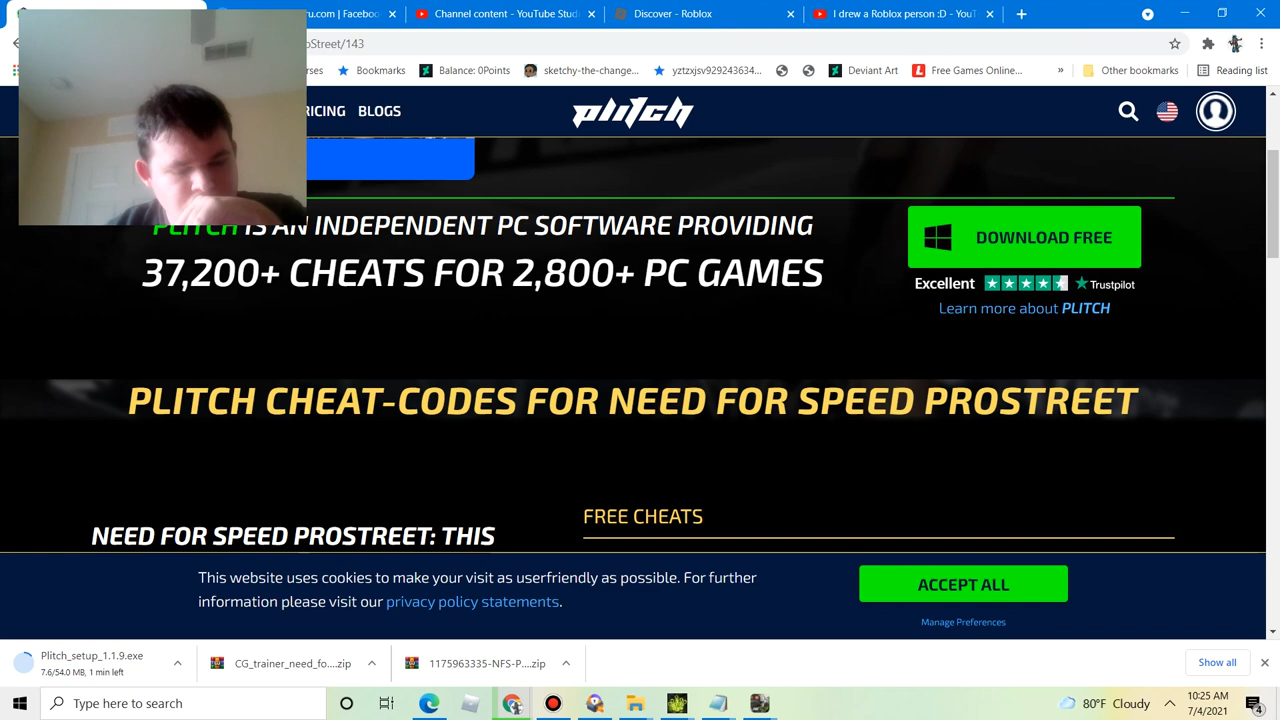 ru.com | Facebook
Channel content - YouTube Stud
Discover - Roblox
I drew a Roblox person :D - YouT
oStreet/143
rses
Bookmarks
Balance: 0Points
sketchy-the-change...
yztzxjsv929243634...
Deviant Art
Free Games Online...
»
Other bookmarks
Reading list
RICING
BLOGS
PLITCH
PLITCH IS AN INDEPENDENT PC SOFTWARE PROVIDING
37,200+ CHEATS FOR 2,800+ PC GAMES
DOWNLOAD FREE
Excellent
Trustpilot
Learn more about PLITCH
PLITCH CHEAT-CODES FOR NEED FOR SPEED PROSTREET
FREE CHEATS
NEED FOR SPEED PROSTREET: THIS
This website uses cookies to make your visit as userfriendly as possible. For further
information please visit our privacy policy statements.
ACCEPT ALL
Manage Preferences
Plitch_setup_1.1.9.exe
7.6/54.0 MB, 1 min left
CG_trainer_need_fo....zip
1175963335-NFS-P....zip
Show all
Type here to search
80°F Cloudy
10:25 AM
7/4/2021
4